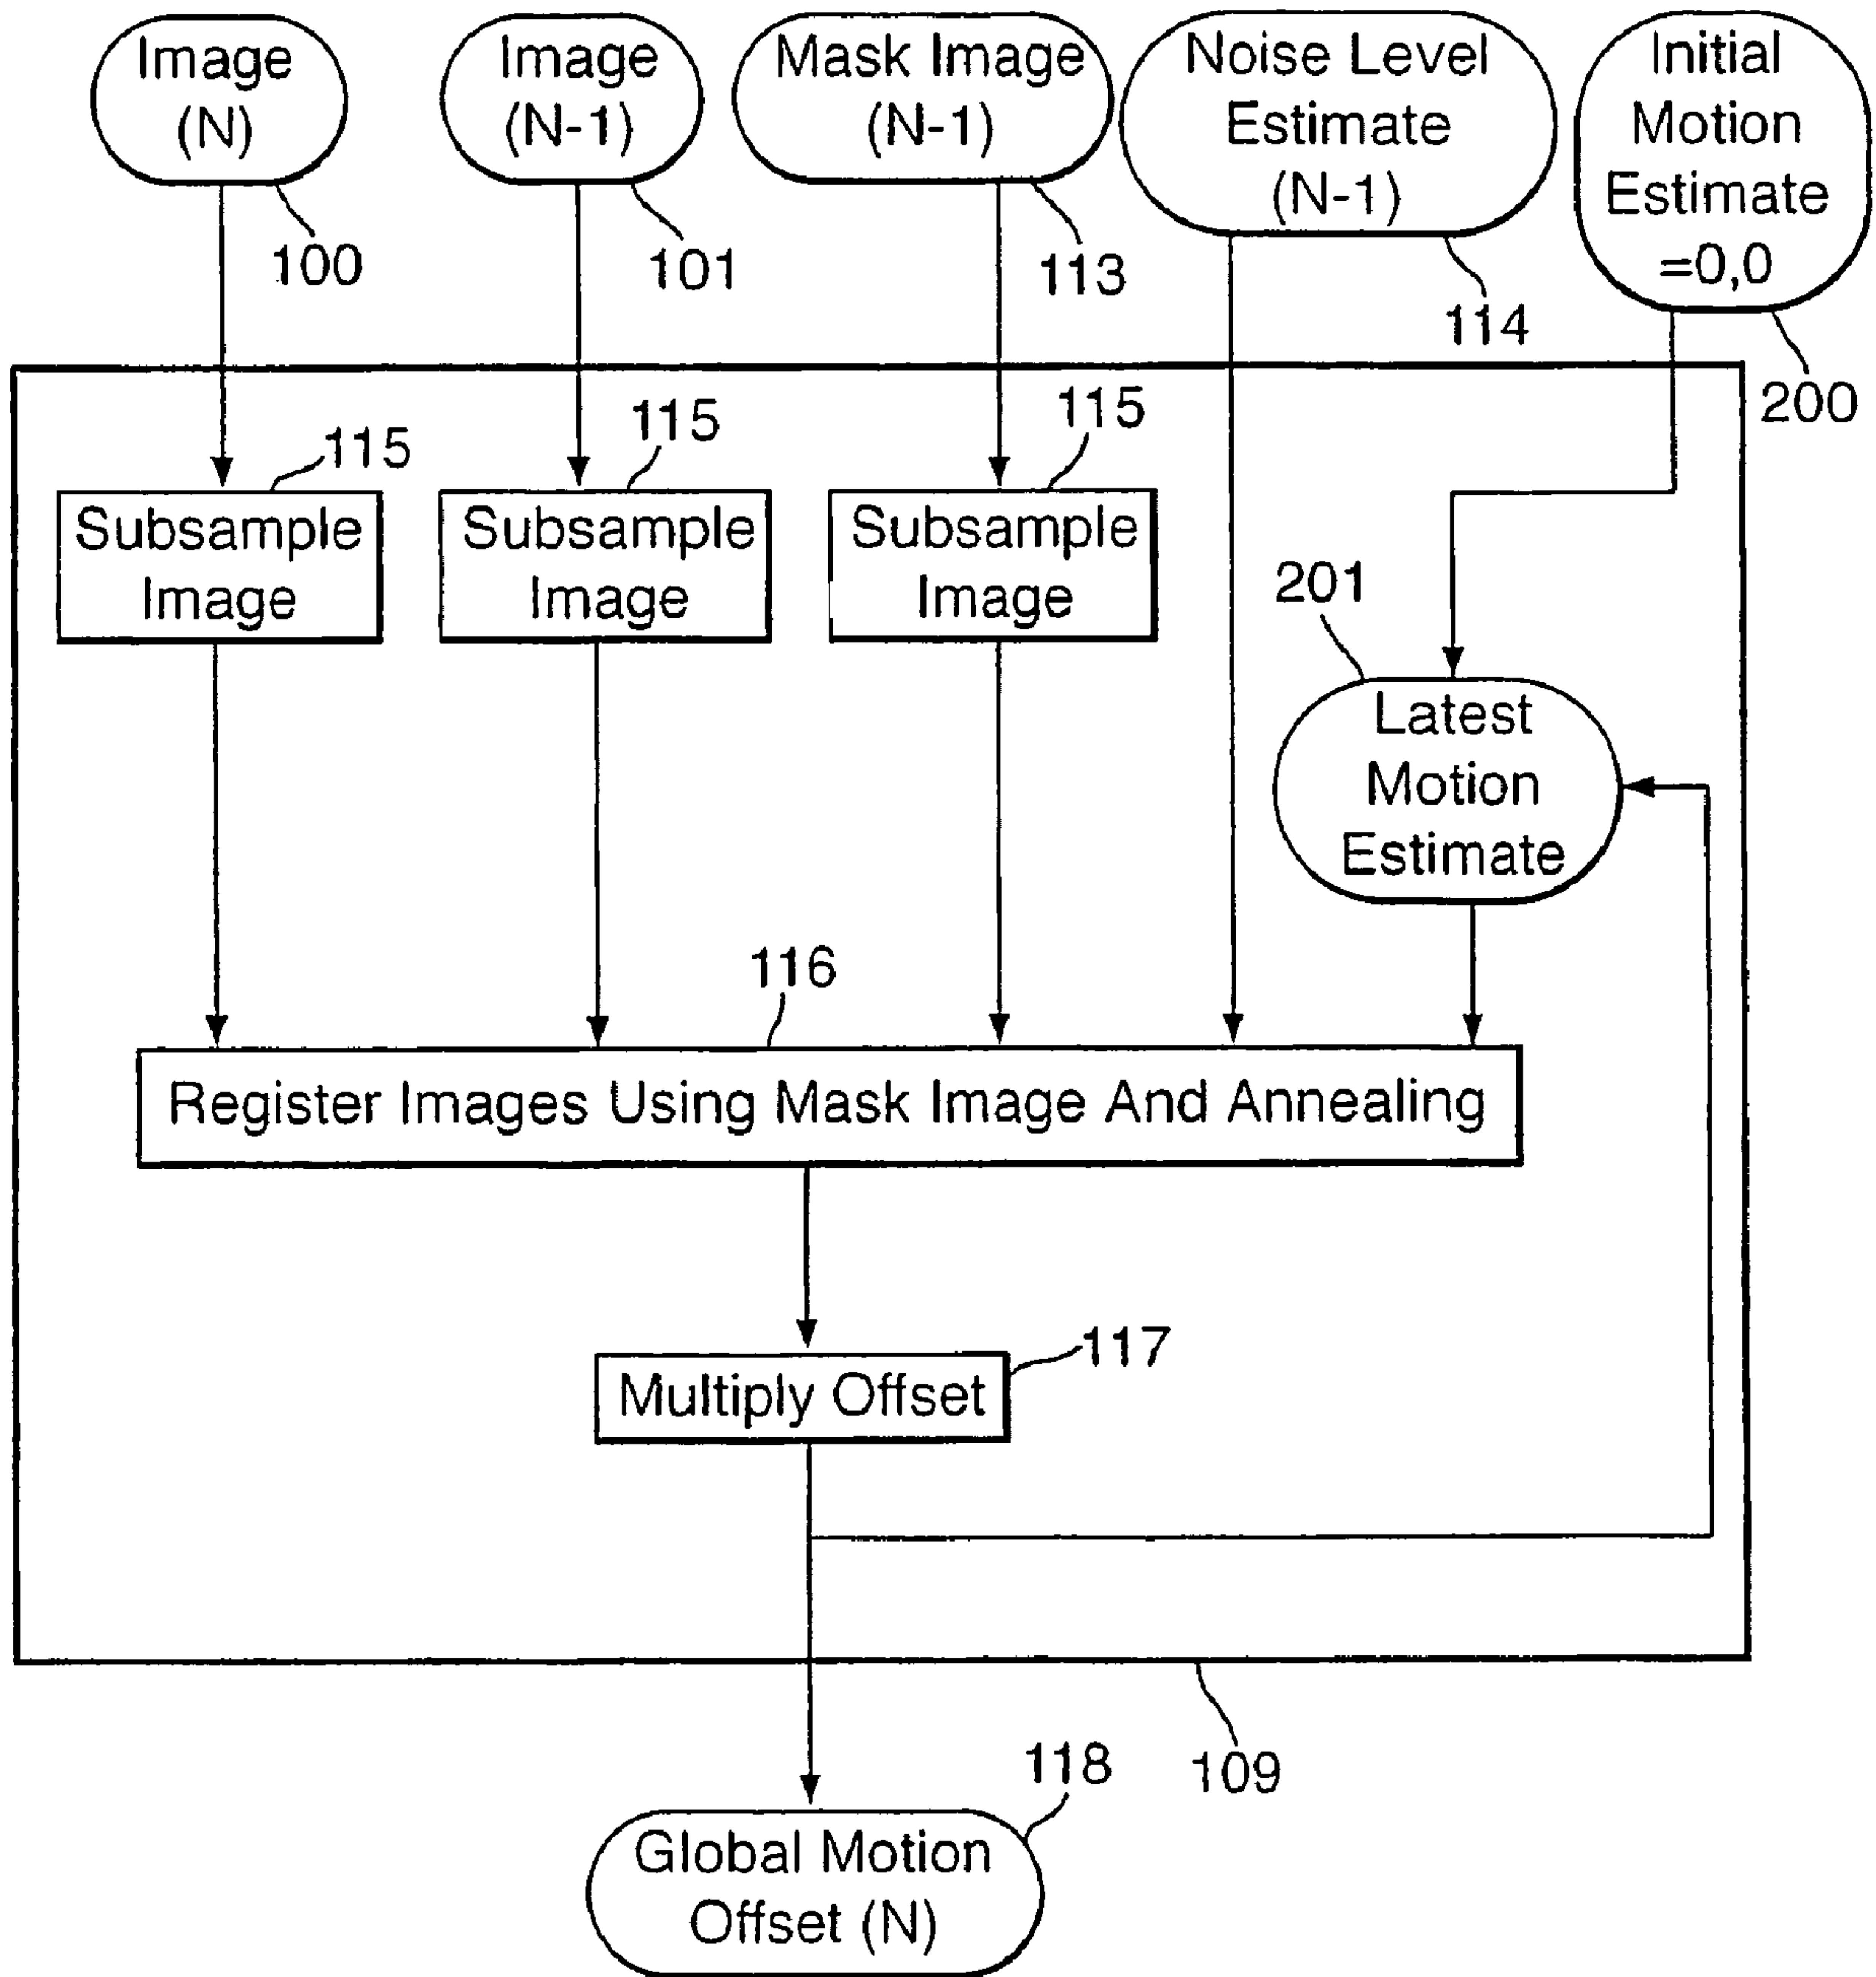 Image
(N)
Image
(N-1)
Mask Image
(N-1)
Noise Level
Estimate
(N-1)
Initial
Motion
Estimate
=0,0
100
101
113
114
200
115
115
115
Subsample
Image
Subsample
Image
Subsample
Image
201
Latest
Motion
Estimate
116
Register Images Using Mask Image And Annealing
117
Multiply Offset
109
118
Global Motion
Offset (N)